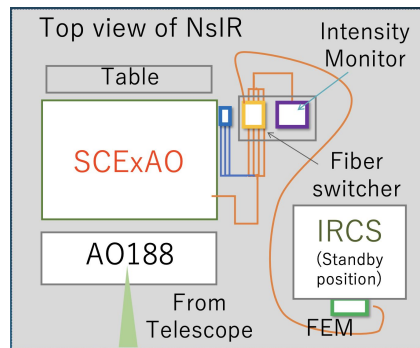 Top view of NsIR
Intensity
Monitor
Table
SCExAO
Fiber
switcher
IRCS
(Standby
position)
AO188
From
Telescope
FEM